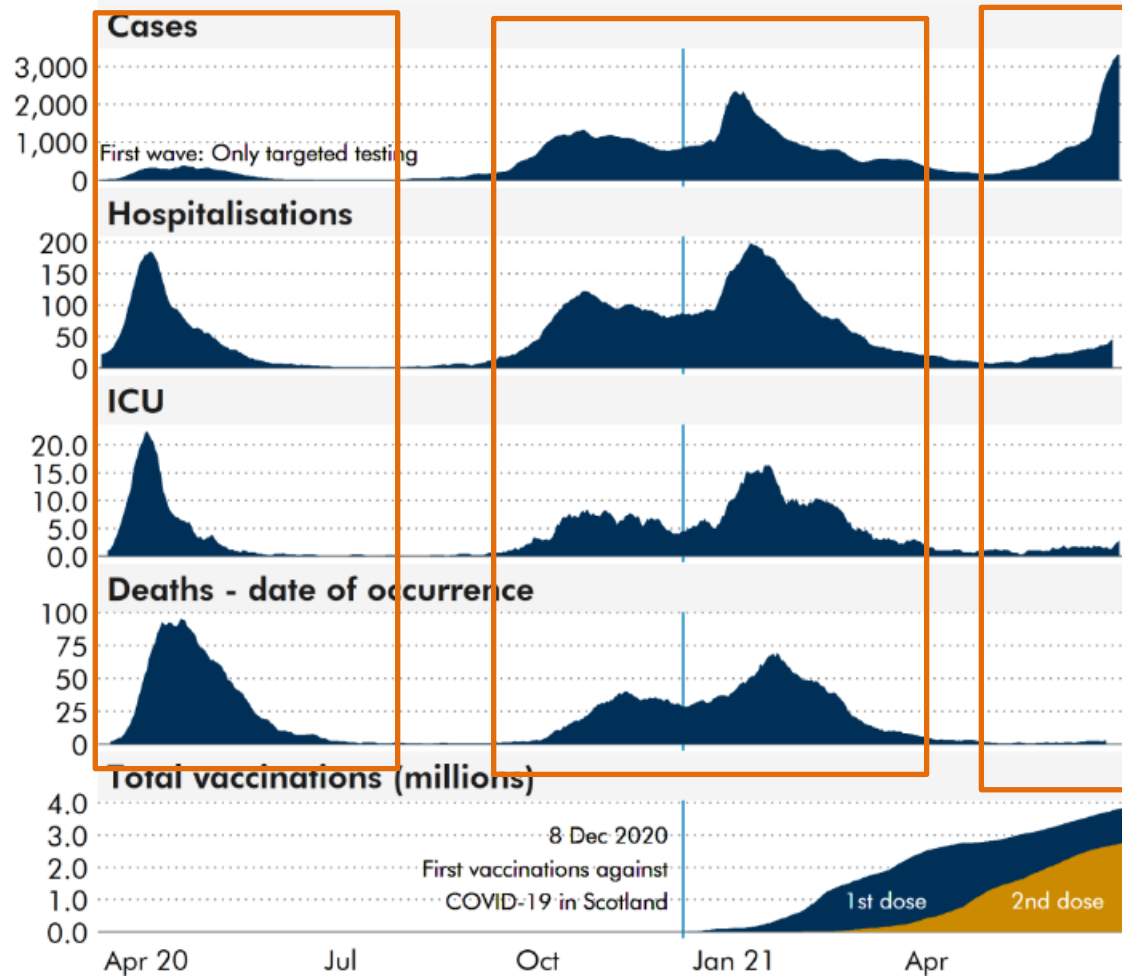 Cases
3,000
2,000
1,000
0
First wave: Only targeted testing
Hospitalisations
200
150
100
50
0
ICU
20.0
15.0
10.0
5.0
0.0
Deaths - date of occurrence
100
75
50
25
0
Total vaccinations (millions)
4.0
3.0
2.0
1.0
0.0
8 Dec 2020
First vaccinations against
COVID-19 in Scotland
1st dose
2nd dose
Apr 20 Jul Oct Jan 21 Apr